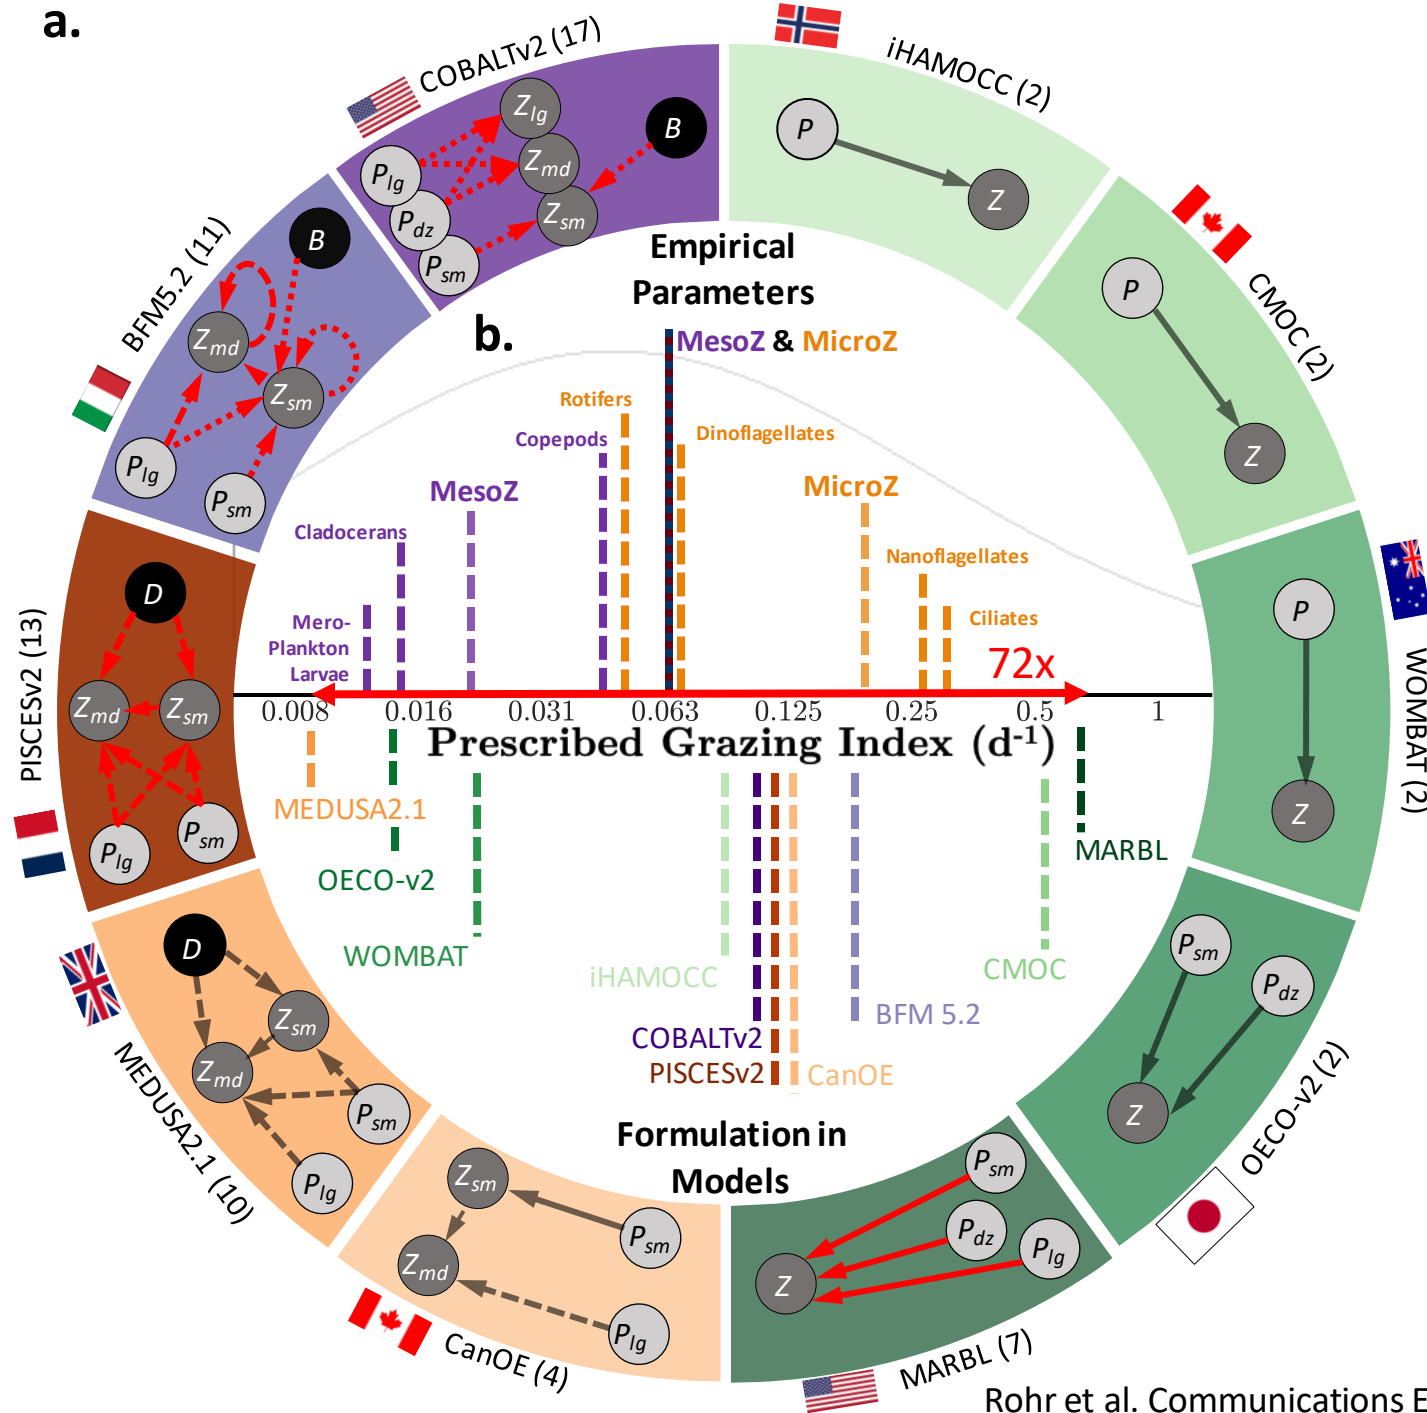 a.
COBALTv2 (17)
iHAMOCC (2)
CMOC (2)
WOMBAT (2)
OECO-v2 (2)
MARBL (7)
CanOE (4)
MEDUSA2.1 (10)
PISCESv2 (13)
BFM5.2 (11)
Plg
Pdz
Psm
Zlg
Zmd
Zsm
B
P
Z
P
Z
P
Z
Psm
Pdz
Z
Psm
Pdz
Plg
Z
Zsm
Zmd
Psm
Plg
D
Zsm
Zmd
Psm
Plg
D
Zmd
Zsm
Plg
Psm
B
Zmd
Zsm
Plg
Psm
Empirical
Parameters
b.
MesoZ & MicroZ
Rotifers
Copepods
Dinoflagellates
MesoZ
MicroZ
Cladocerans
Nanoflagellates
Mero-
Plankton
Larvae
Ciliates
72x
0.008 0.016 0.031 0.063 0.125 0.25 0.5 1
Prescribed Grazing Index (d-1)
MEDUSA2.1
OECO-v2
WOMBAT
iHAMOCC
COBALTv2
PISCESv2
CanOE
BFM 5.2
CMOC
MARBL
Formulation in
Models
Rohr et al. Communications E